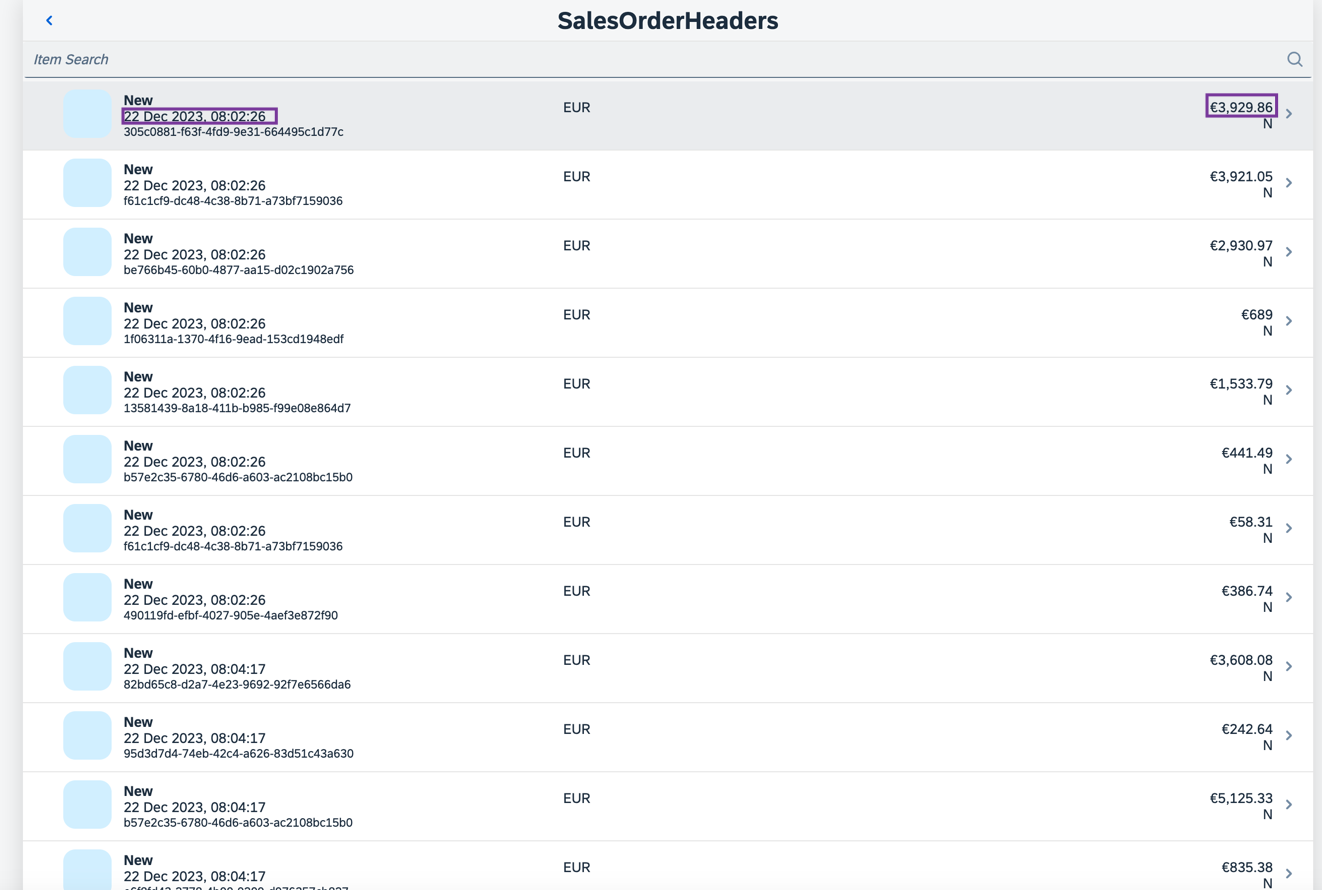 SalesOrderHeaders
Item Search
New
22 Dec 2023, 08:02:26
305c0881-f63f-4fd9-9e31-664495c1d77c
EUR
€3,929.86
N
New
22 Dec 2023, 08:02:26
f61c1cf9-dc48-4c38-8b71-a73bf7159036
EUR
€3,921.05
N
New
22 Dec 2023, 08:02:26
be766b45-60b0-4877-aa15-d02c1902a756
EUR
€2,930.97
N
New
22 Dec 2023, 08:02:26
1f06311a-1370-4f16-9ead-153cd1948edf
EUR
€689
N
New
22 Dec 2023, 08:02:26
13581439-8a18-411b-b985-f99e08e864d7
EUR
€1,533.79
N
New
22 Dec 2023, 08:02:26
b57e2c35-6780-46d6-a603-ac2108bc15b0
EUR
€441.49
N
New
22 Dec 2023, 08:02:26
f61c1cf9-dc48-4c38-8b71-a73bf7159036
EUR
€58.31
N
New
22 Dec 2023, 08:02:26
490119fd-efbf-4027-905e-4aef3e872f90
EUR
€386.74
N
New
22 Dec 2023, 08:04:17
82bd65c8-d2a7-4e23-9692-92f7e6566da6
EUR
€3,608.08
N
New
22 Dec 2023, 08:04:17
95d3d7d4-74eb-42c4-a626-83d51c43a630
EUR
€242.64
N
New
22 Dec 2023, 08:04:17
b57e2c35-6780-46d6-a603-ac2108bc15b0
EUR
€5,125.33
N
New
22 Dec 2023, 08:04:17
EUR
€835.38
N